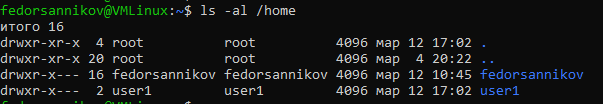 fedorsannikov@VMLinux:~$ ls -al /home
итого 16
drwxr-xr-x  4 root          root          4096 мар 12 17:02 .
drwxr-xr-x 20 root          root          4096 мар  4 20:22 ..
drwxr-x--- 16 fedorsannikov fedorsannikov 4096 мар 12 10:45 fedorsannikov
drwxr-x---  2 user1         user1         4096 мар 12 17:02 user1
fedorsannikov@VMLinux:~$